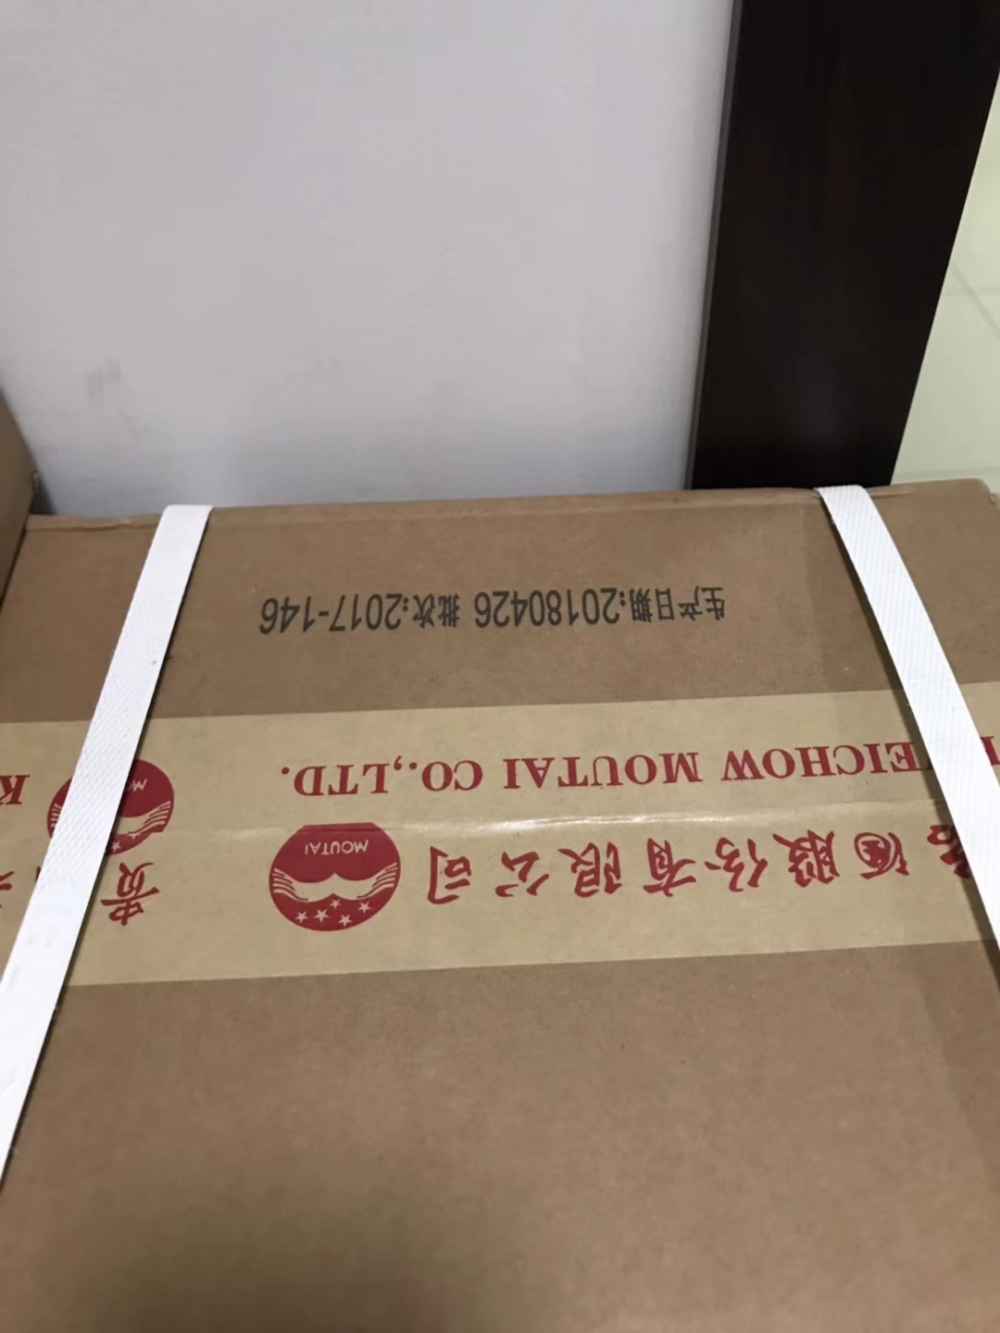 生产日期:20180426 批次:2017-146
EICHOW MOUTAI CO.,LTD. K
酒股份有限公司 MOUTAI 贵 MO